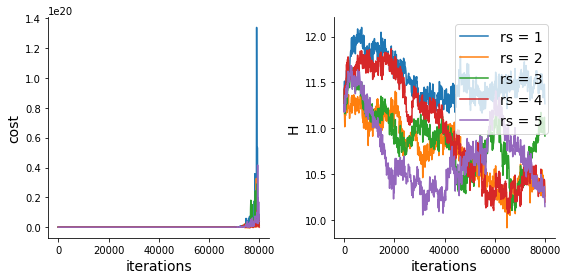 1e20
1.4
1.2
1.0
0.8
0.6
0.4
0.2
0.0
cost
0 20000 40000 60000 80000
iterations
12.0
11.5
11.0
10.5
10.0
H
rs = 1
rs = 2
rs = 3
rs = 4
rs = 5
0 20000 40000 60000 80000
iterations